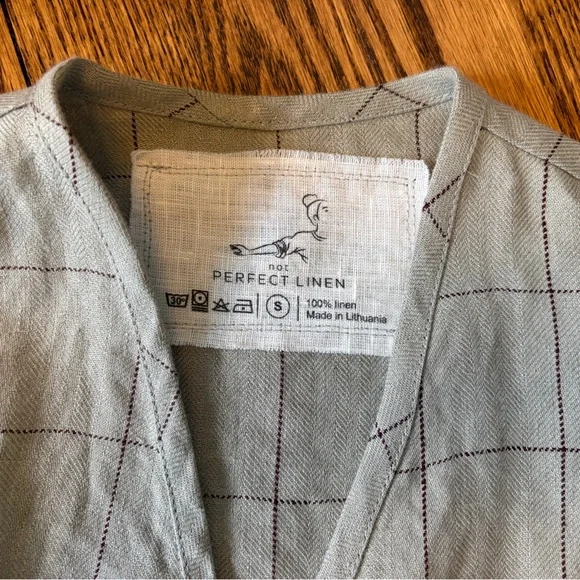 not
PERFECT LINEN
30° S 100% linen
Made in Lithuania